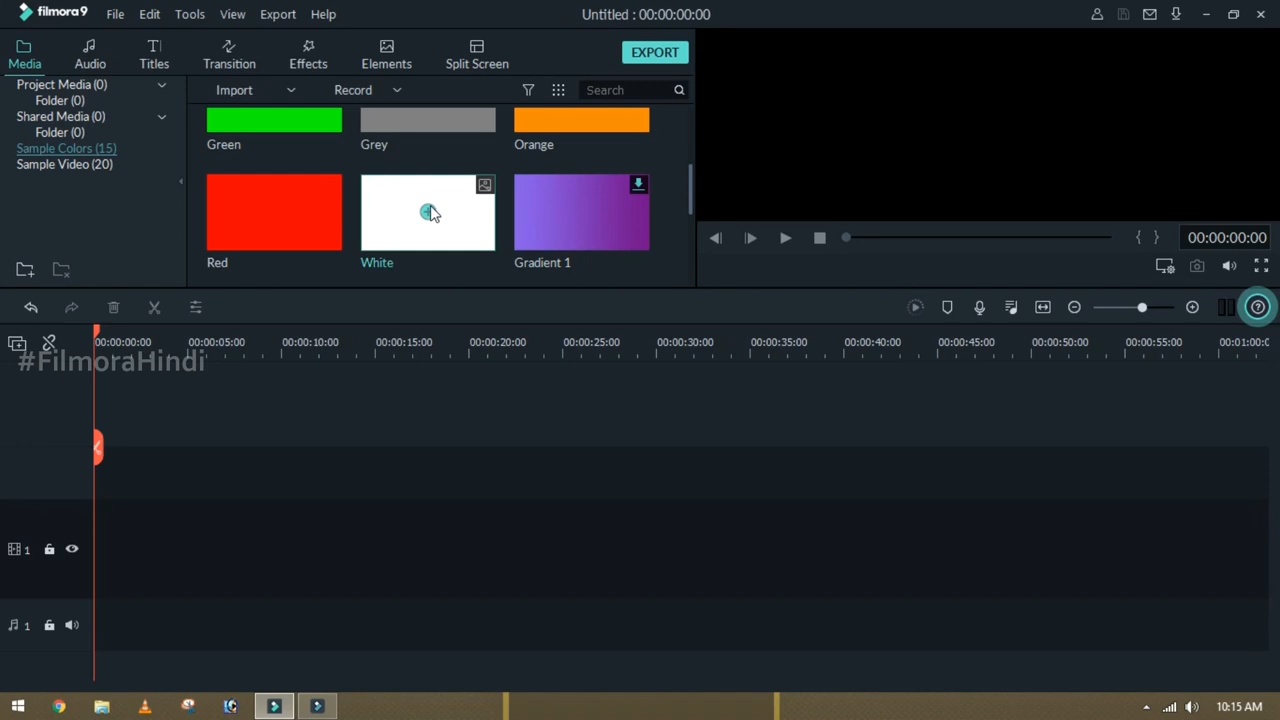 filmora9 File Edit Tools View Export Help Untitled : 00:00:00:00
Media Audio Titles Transition Effects Elements Split Screen EXPORT
Project Media (0)
Folder (0)
Shared Media (0)
Folder (0)
Sample Colors (15)
Sample Video (20)
Import Record Search
Green Grey Orange
Red White Gradient 1
00:00:00:00
00:00:00:00 00:00:05:00 00:00:10:00 00:00:15:00 00:00:20:00 00:00:25:00 00:00:30:00 00:00:35:00 00:00:40:00 00:00:45:00 00:00:50:00 00:00:55:00 00:01:00:0
#FilmoraHindi
1
1
10:15 AM